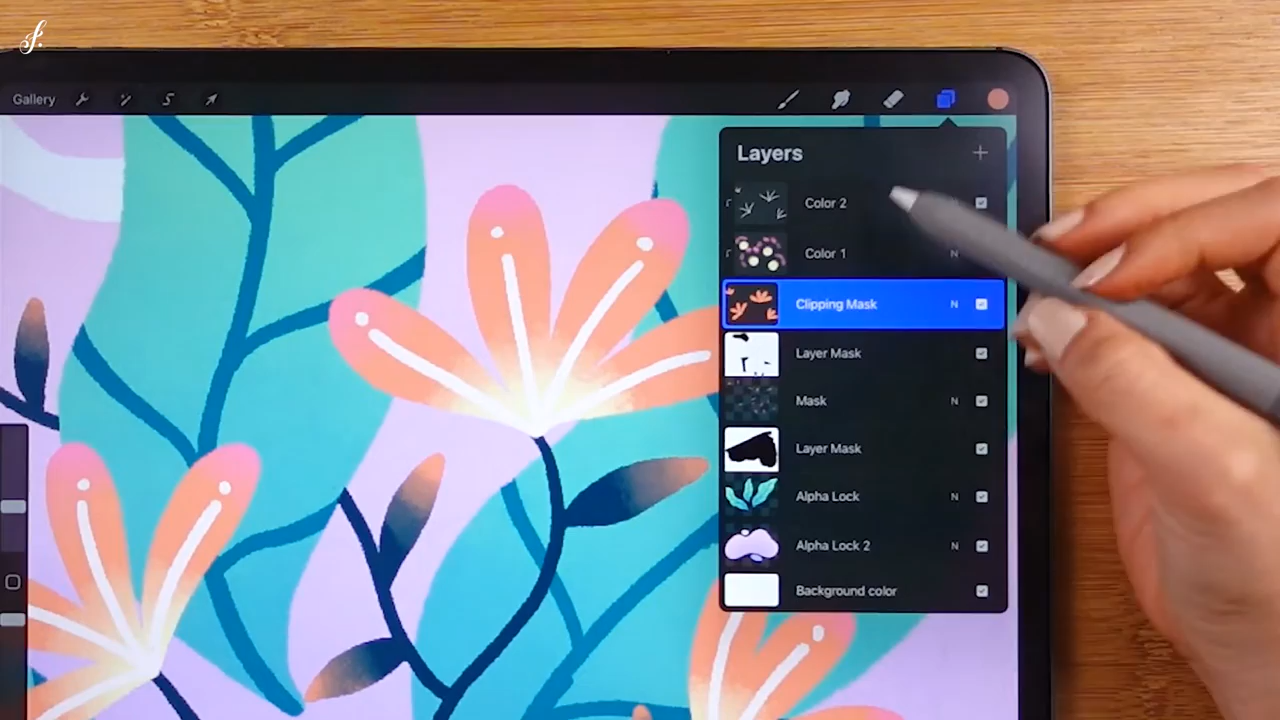 f.
Gallery
Layers
Color 2
Color 1 N
Clipping Mask N
Layer Mask
Mask N
Layer Mask
Alpha Lock N
Alpha Lock 2 N
Background color